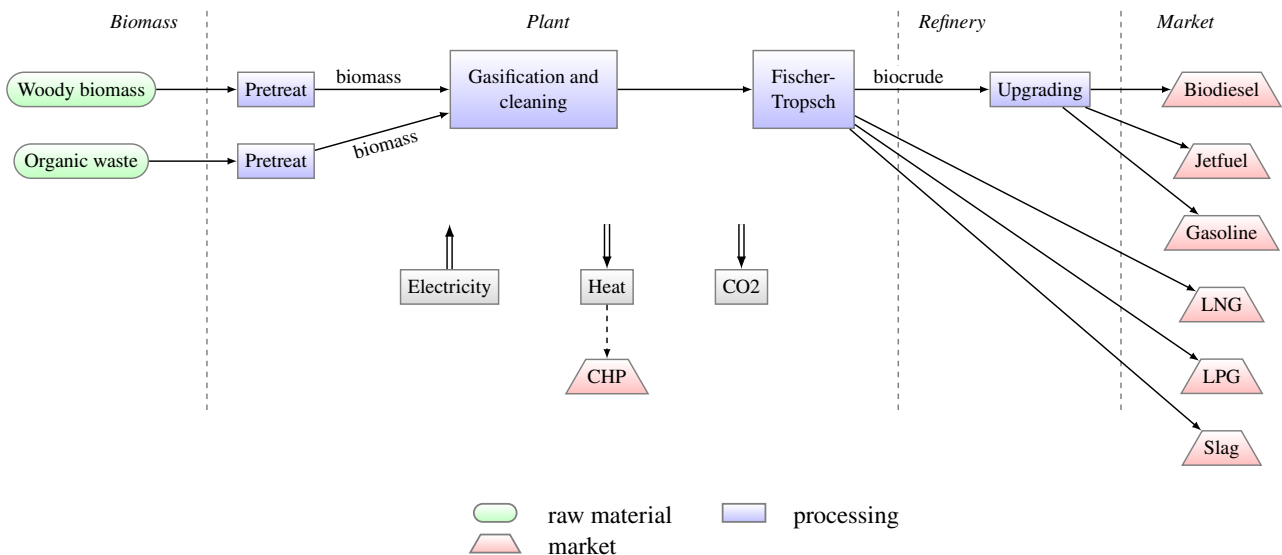 Biomass
Plant
Refinery
Market
Woody biomass
Pretreat
biomass
Gasification and
cleaning
Fischer-
Tropsch
biocrude
Upgrading
Biodiesel
Organic waste
Pretreat
biomass
Jetfuel
Gasoline
Electricity
Heat
CO2
LNG
CHP
LPG
Slag
raw material
processing
market